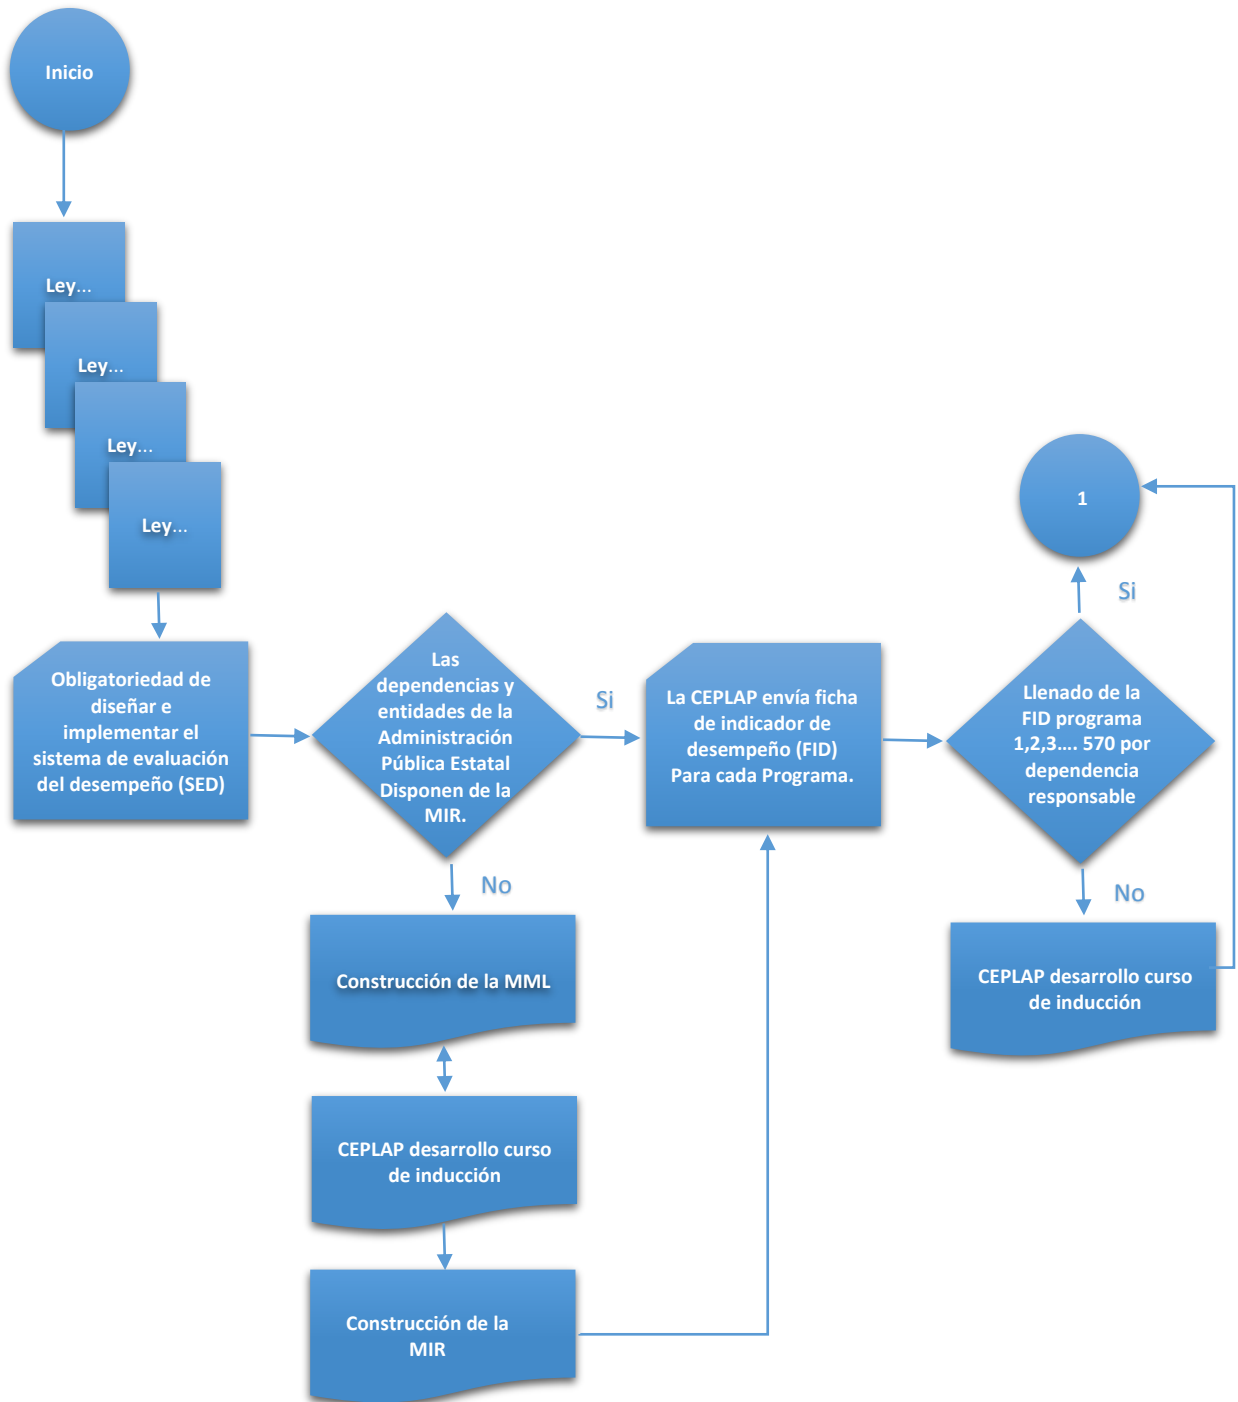 Inicio
Ley...
Ley...
Ley...
Ley...
Obligatoriedad de
diseñar e
implementar el
sistema de evaluación
del desempeño (SED)
Las
dependencias y
entidades de la
Administración
Pública Estatal
Disponen de la
MIR.
Si
No
La CEPLAP envía ficha
de indicador de
desempeño (FID)
Para cada Programa.
Llenado de la
FID programa
1,2,3.... 570 por
dependencia
responsable
Si
1
No
CEPLAP desarrollo curso
de inducción
Construcción de la MML
CEPLAP desarrollo curso
de inducción
Construcción de la
MIR